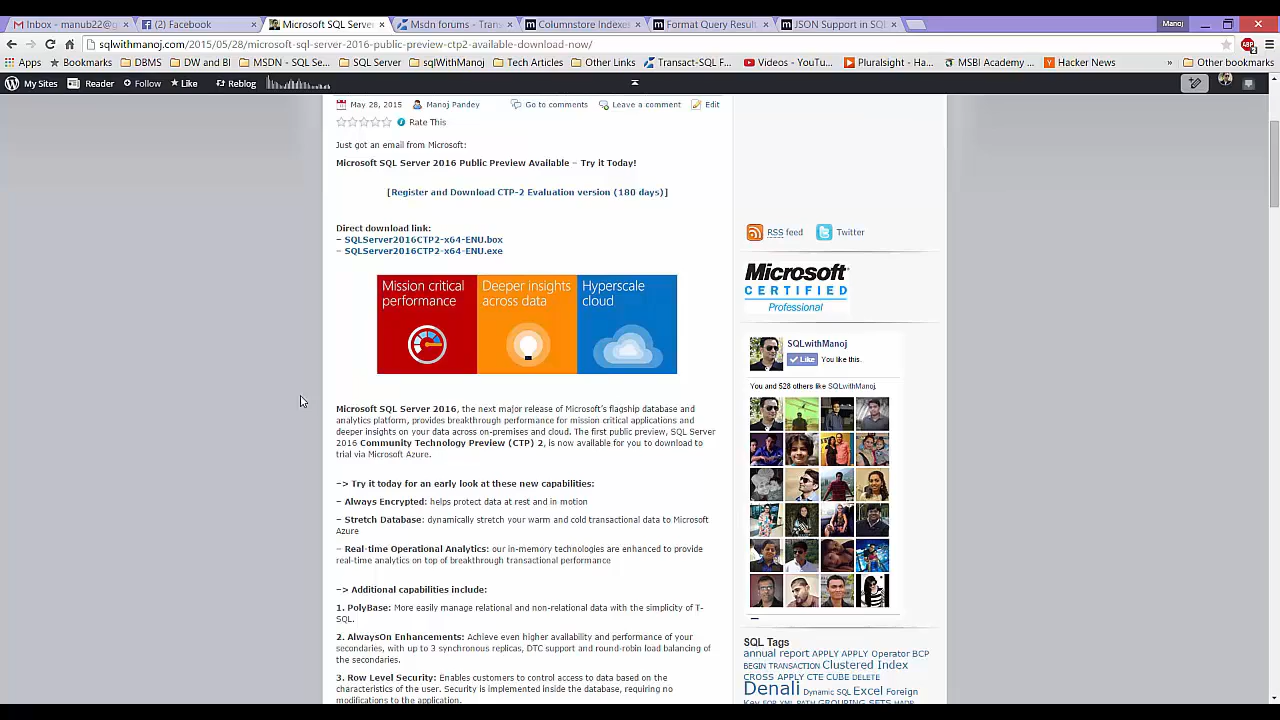 Inbox - manub22@g
(2) Facebook
Microsoft SQL Server
Msdn forums - Trans
Columnstore Indexe
Format Query Result
JSON Support in SQL
Manoj
sqlwithmanoj.com/2015/05/28/microsoft-sql-server-2016-public-preview-ctp2-available-download-now/
Apps
Bookmarks
DBMS
DW and BI
MSDN - SQL Se...
SQL Server
sqlWithManoj
Tech Articles
Other Links
Transact-SQL F...
Videos - YouTu...
Pluralsight - Ha...
MSBI Academy ...
Hacker News
»
Other bookmarks
My Sites
Reader
Follow
Like
Reblog
May 28, 2015
Manoj Pandey
Go to comments
Leave a comment
Edit
Rate This
Just got an email from Microsoft:
Microsoft SQL Server 2016 Public Preview Available – Try it Today!
[Register and Download CTP-2 Evaluation version (180 days)]
Direct download link:
– SQLServer2016CTP2-x64-ENU.box
– SQLServer2016CTP2-x64-ENU.exe
Mission critical
performance
Deeper insights
across data
Hyperscale
cloud
Microsoft SQL Server 2016, the next major release of Microsoft's flagship database and
analytics platform, provides breakthrough performance for mission critical applications and
deeper insights on your data across on-premises and cloud. The first public preview, SQL Server
2016 Community Technology Preview (CTP) 2, is now available for you to download to
trial via Microsoft Azure.
–> Try it today for an early look at these new capabilities:
– Always Encrypted: helps protect data at rest and in motion
– Stretch Database: dynamically stretch your warm and cold transactional data to Microsoft
Azure
– Real-time Operational Analytics: our in-memory technologies are enhanced to provide
real-time analytics on top of breakthrough transactional performance
–> Additional capabilities include:
1. PolyBase: More easily manage relational and non-relational data with the simplicity of T-
SQL.
2. AlwaysOn Enhancements: Achieve even higher availability and performance of your
secondaries, with up to 3 synchronous replicas, DTC support and round-robin load balancing of
the secondaries.
3. Row Level Security: Enables customers to control access to data based on the
characteristics of the user. Security is implemented inside the database, requiring no
modifications to the application.
RSS feed
Twitter
Microsoft
CERTIFIED
Professional
SQLwithManoj
Like
You like this.
You and 528 others like SQLwithManoj.
SQL Tags
annual report APPLY APPLY Operator BCP
BEGIN TRANSACTION Clustered Index
CROSS APPLY CTE CUBE DELETE
Denali Dynamic SQL Excel Foreign
Key FOR XML PATH GROUPING SETS HADR